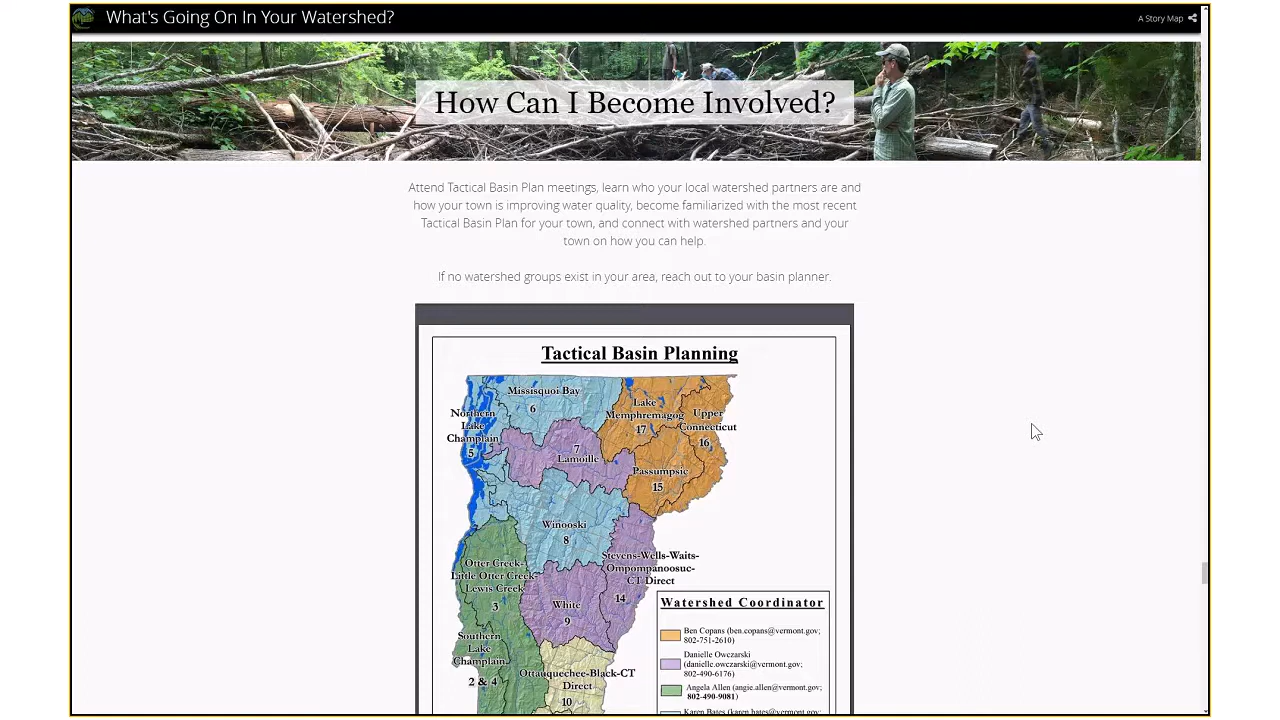 What's Going On In Your Watershed?
A Story Map
How Can I Become Involved?
Attend Tactical Basin Plan meetings, learn who your local watershed partners are and
how your town is improving water quality, become familiarized with the most recent
Tactical Basin Plan for your town, and connect with watershed partners and your
town on how you can help.
If no watershed groups exist in your area, reach out to your basin planner.
Tactical Basin Planning
Missisquoi Bay
6
Northern
Lake
Champlain
5
Lake
Memphremagog
17
Upper
Connecticut
16
7
Lamoille
Passumpsic
15
Winooski
8
Stevens-Wells-Waits-
Ompompanoosuc-
CT Direct
14
Otter Creek-
Little Otter Creek-
Lewis Creek
3
White
9
Southern
Lake
Champlain
2 & 4
Ottauquechee-Black-CT
Direct
10
Watershed Coordinator
Ben Copans (ben.copans@vermont.gov;
802-751-2610)
Danielle Owczarski
(danielle.owczarski@vermont.gov;
802-490-6176)
Angela Allen (angie.allen@vermont.gov;
802-490-9081)
Karen Bates (karen.bates@vermont.gov;